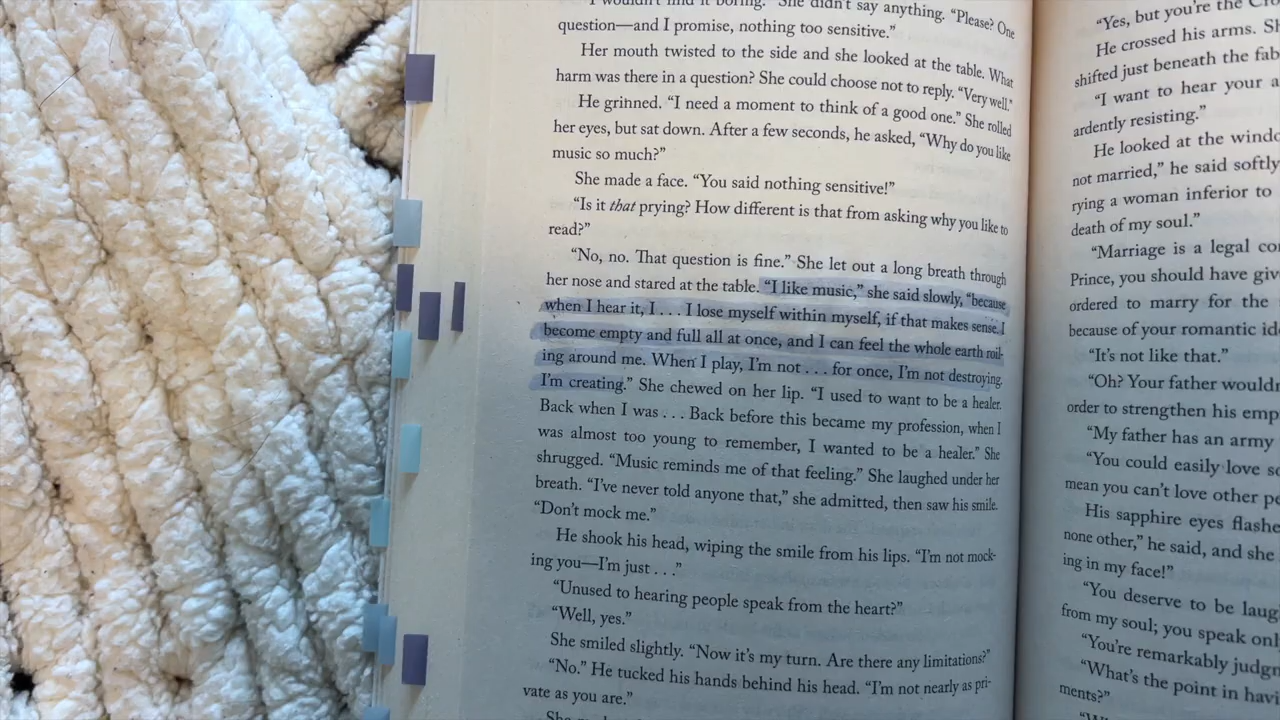 I wouldn't find it boring." She didn't say anything. "Please? One
question—and I promise, nothing too sensitive."
Her mouth twisted to the side and she looked at the table. What
harm was there in a question? She could choose not to reply. "Very well."
He grinned. "I need a moment to think of a good one." She rolled
her eyes, but sat down. After a few seconds, he asked, "Why do you like
music so much?"
She made a face. "You said nothing sensitive!"
"Is it that prying? How different is that from asking why you like to
read?"
"No, no. That question is fine." She let out a long breath through
her nose and stared at the table. "I like music," she said slowly, "because
when I hear it, I . . . I lose myself within myself, if that makes sense. I
become empty and full all at once, and I can feel the whole earth roil-
ing around me. When I play, I'm not . . . for once, I'm not destroying.
I'm creating." She chewed on her lip. "I used to want to be a healer.
Back when I was . . . Back before this became my profession, when I
was almost too young to remember, I wanted to be a healer." She
shrugged. "Music reminds me of that feeling." She laughed under her
breath. "I've never told anyone that," she admitted, then saw his smile.
"Don't mock me."
He shook his head, wiping the smile from his lips. "I'm not mock-
ing you—I'm just . . ."
"Unused to hearing people speak from the heart?"
"Well, yes."
She smiled slightly. "Now it's my turn. Are there any limitations?"
"No." He tucked his hands behind his head. "I'm not nearly as pri-
vate as you are."
"Yes, but you're the
He crossed his arms.
shifted just beneath the
"I want to hear your
ardently resisting."
He looked at the
not married," he said softly
rying a woman inferior to
death of my soul."
"Marriage is a legal
Prince, you should have
ordered to marry for the
because of your romantic
"It's not like that."
"Oh? Your father
order to strengthen his
"My father has an army
"You could easily love
mean you can't love other
His sapphire eyes
none other," he said, and she
ing in my face!"
"You deserve to be
from my soul; you speak
"You're remarkably
"What's the point in
ments?"